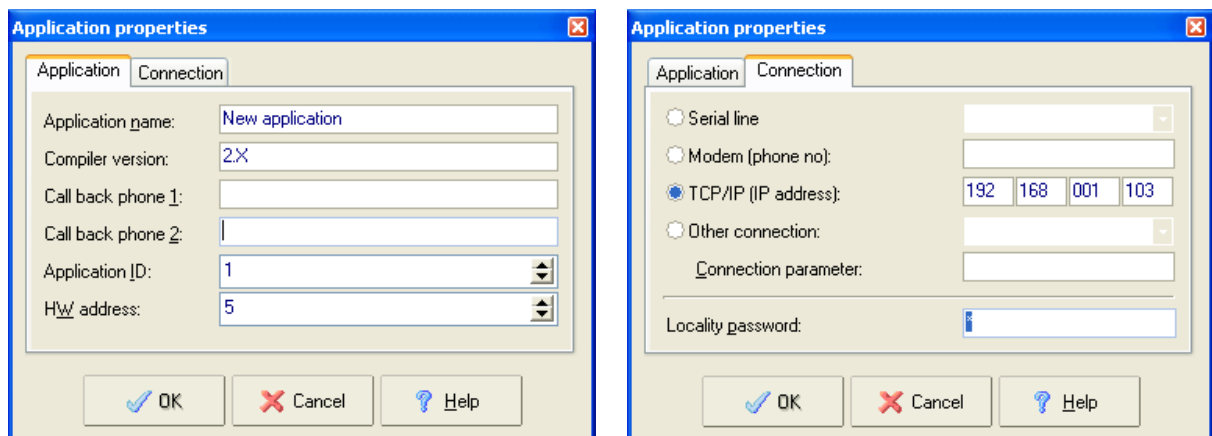 Application properties
Application Connection
Application name: New application
Compiler version: 2.X
Call back phone 1:
Call back phone 2:
Application ID: 1
HW address: 5
OK Cancel Help
Application properties
Application Connection
Serial line
Modem (phone no):
TCP/IP (IP address): 192 168 001 103
Other connection:
Connection parameter:
Locality password: *
OK Cancel Help